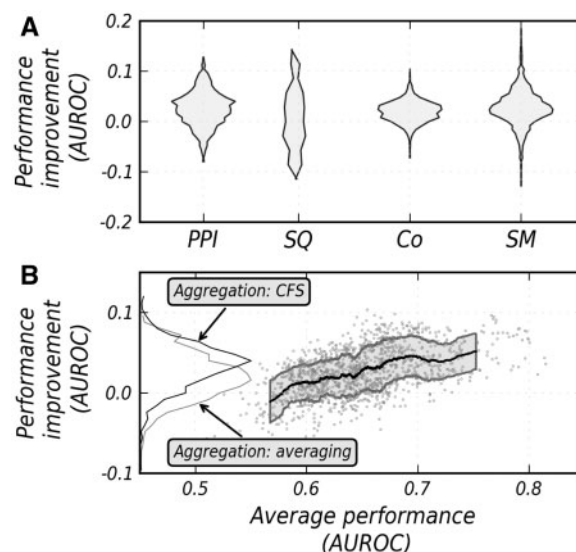 A
Performance
improvement
(AUROC)
0.2
0.1
0.0
-0.1
-0.2
PPI SQ Co SM
B
Performance
improvement
(AUROC)
0.1
0.0
-0.1
Aggregation: CFS
Aggregation: averaging
0.5 0.6 0.7 0.8
Average performance
(AUROC)